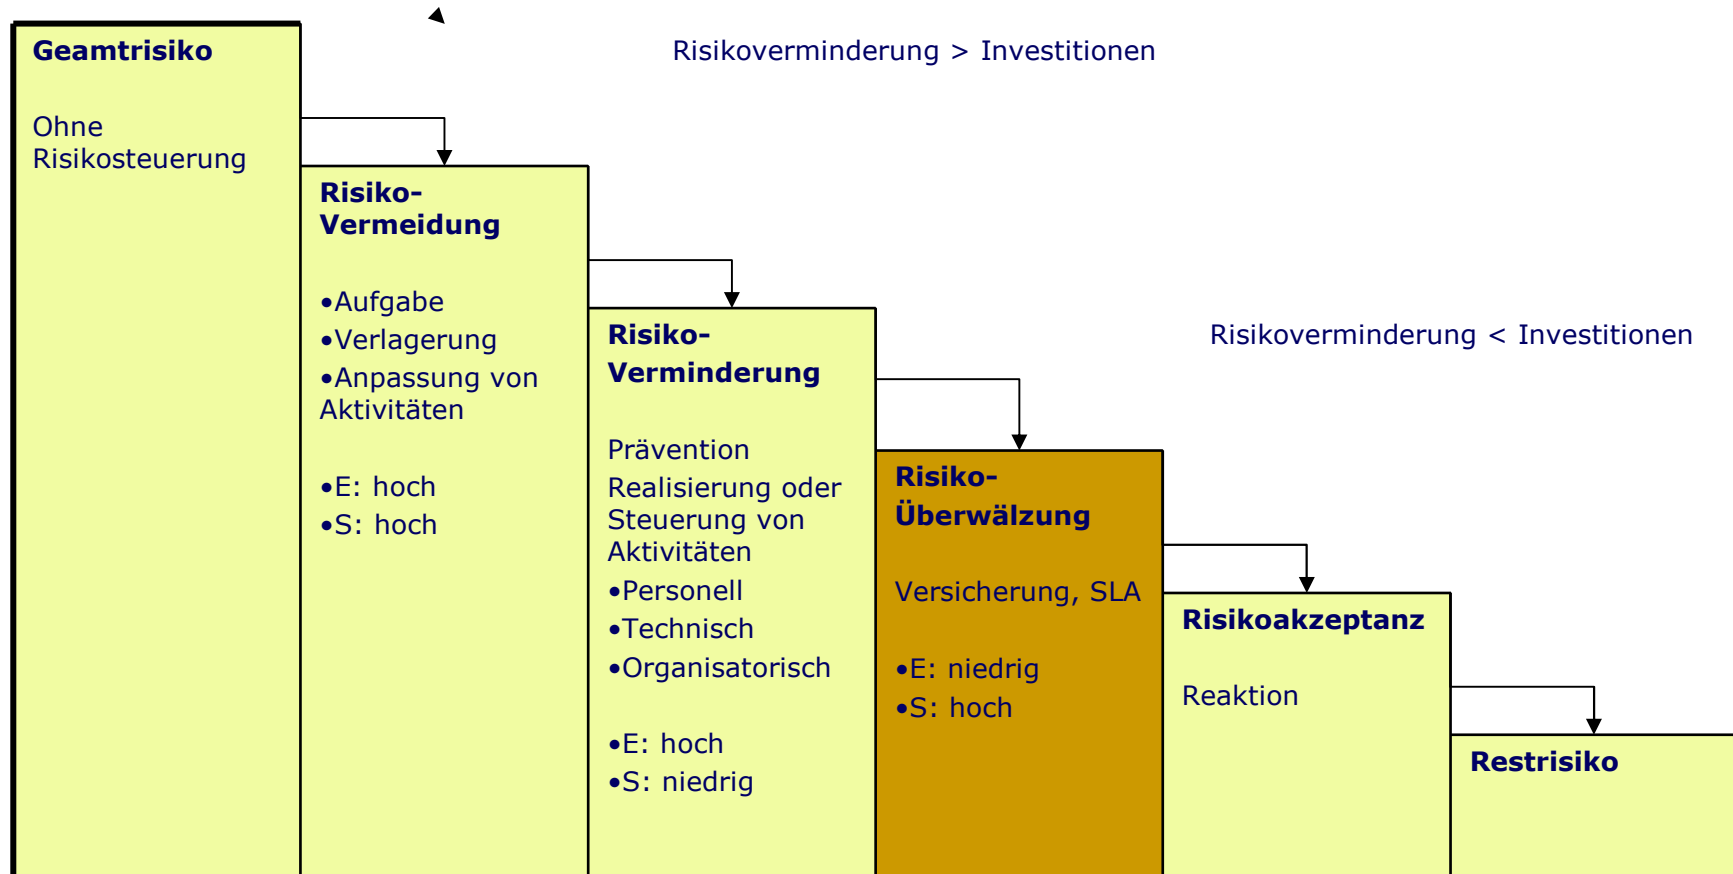 Geamtrisiko
Ohne
Risikosteuerung
Risikoverminderung > Investitionen
Risiko-
Vermeidung
•Aufgabe
•Verlagerung
•Anpassung von
Aktivitäten
•E: hoch
•S: hoch
Risiko-
Verminderung
Prävention
Realisierung oder
Steuerung von
Aktivitäten
•Personell
•Technisch
•Organisatorisch
•E: hoch
•S: niedrig
Risikoverminderung < Investitionen
Risiko-
Überwälzung
Versicherung, SLA
•E: niedrig
•S: hoch
Risikoakzeptanz
Reaktion
Restrisiko